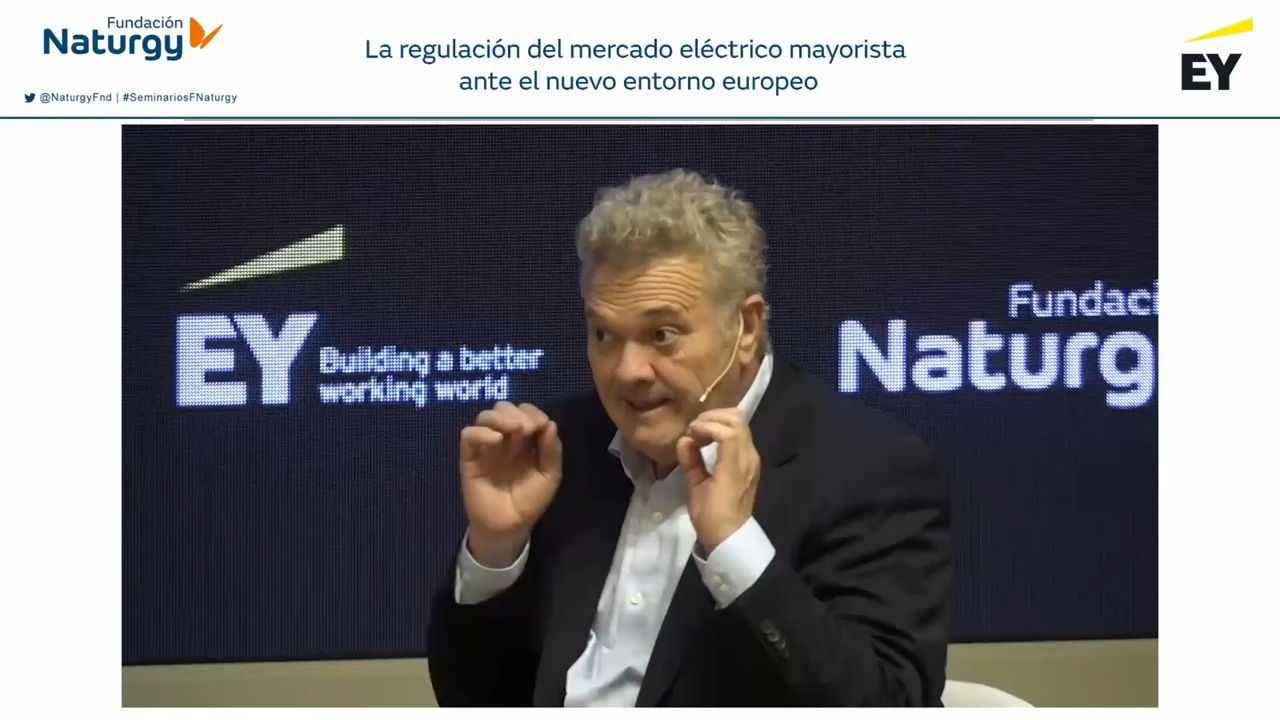 Fundación
Naturgy
@NaturgyFnd | #SeminariosFNaturgy
La regulación del mercado eléctrico mayorista
ante el nuevo entorno europeo
EY
EY
Building a better
working world
Fundaci
Naturg